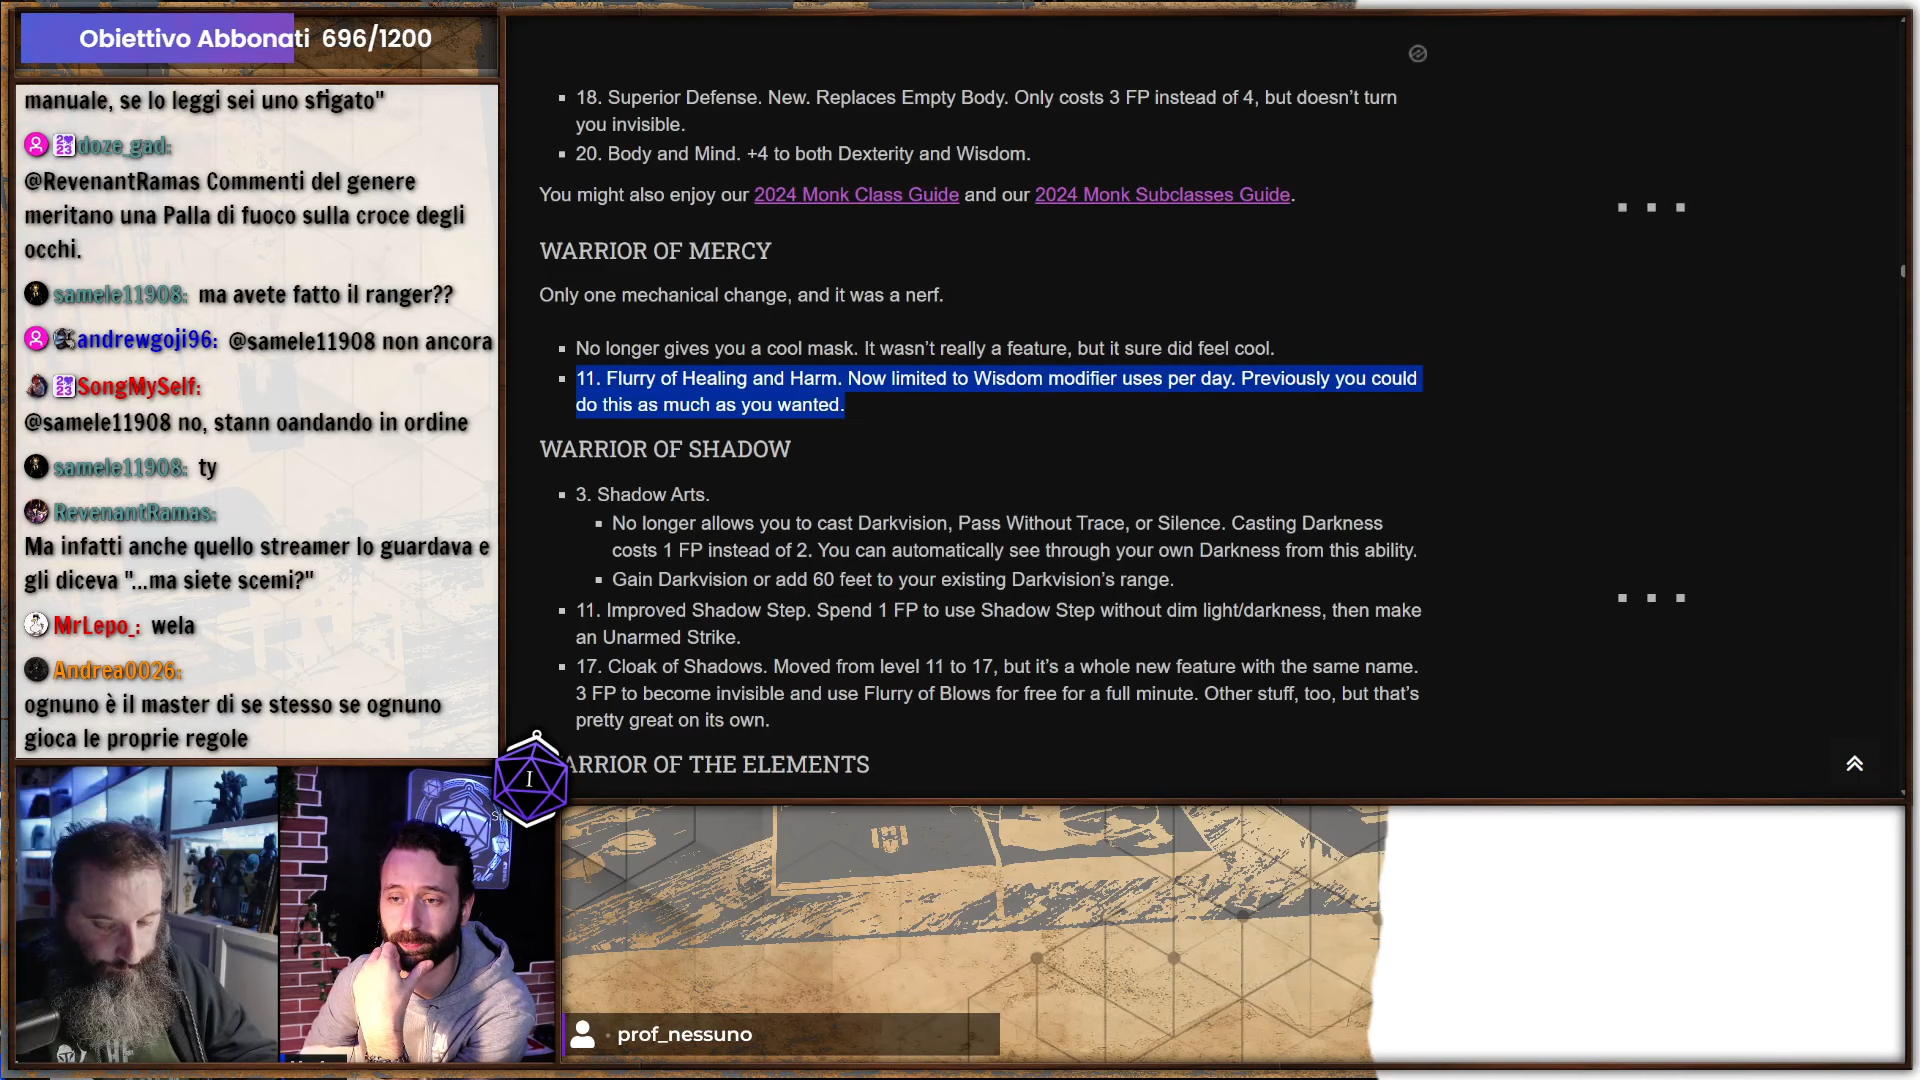 Obiettivo Abbonati 696/1200
manuale, se lo leggi sei uno sfigato"
doze_gad:
@RevenantRamas Commenti del genere
meritano una Palla di fuoco sulla croce degli
occhi.
samele11908: ma avete fatto il ranger??
andrewgoji96: @samele11908 non ancora
SongMySelf:
@samele11908 no, stann oandando in ordine
samele11908: ty
RevenantRamas:
Ma infatti anche quello streamer lo guardava e
gli diceva "...ma siete scemi?"
MrLepo_: wela
Andrea0026:
ognuno è il master di se stesso se ognuno
gioca le proprie regole
18. Superior Defense. New. Replaces Empty Body. Only costs 3 FP instead of 4, but doesn't turn
you invisible.
20. Body and Mind. +4 to both Dexterity and Wisdom.
You might also enjoy our 2024 Monk Class Guide and our 2024 Monk Subclasses Guide.
WARRIOR OF MERCY
Only one mechanical change, and it was a nerf.
No longer gives you a cool mask. It wasn't really a feature, but it sure did feel cool.
11. Flurry of Healing and Harm. Now limited to Wisdom modifier uses per day. Previously you could
do this as much as you wanted.
WARRIOR OF SHADOW
3. Shadow Arts.
No longer allows you to cast Darkvision, Pass Without Trace, or Silence. Casting Darkness
costs 1 FP instead of 2. You can automatically see through your own Darkness from this ability.
Gain Darkvision or add 60 feet to your existing Darkvision's range.
11. Improved Shadow Step. Spend 1 FP to use Shadow Step without dim light/darkness, then make
an Unarmed Strike.
17. Cloak of Shadows. Moved from level 11 to 17, but it's a whole new feature with the same name.
3 FP to become invisible and use Flurry of Blows for free for a full minute. Other stuff, too, but that's
pretty great on its own.
ARRIOR OF THE ELEMENTS
I
prof_nessuno